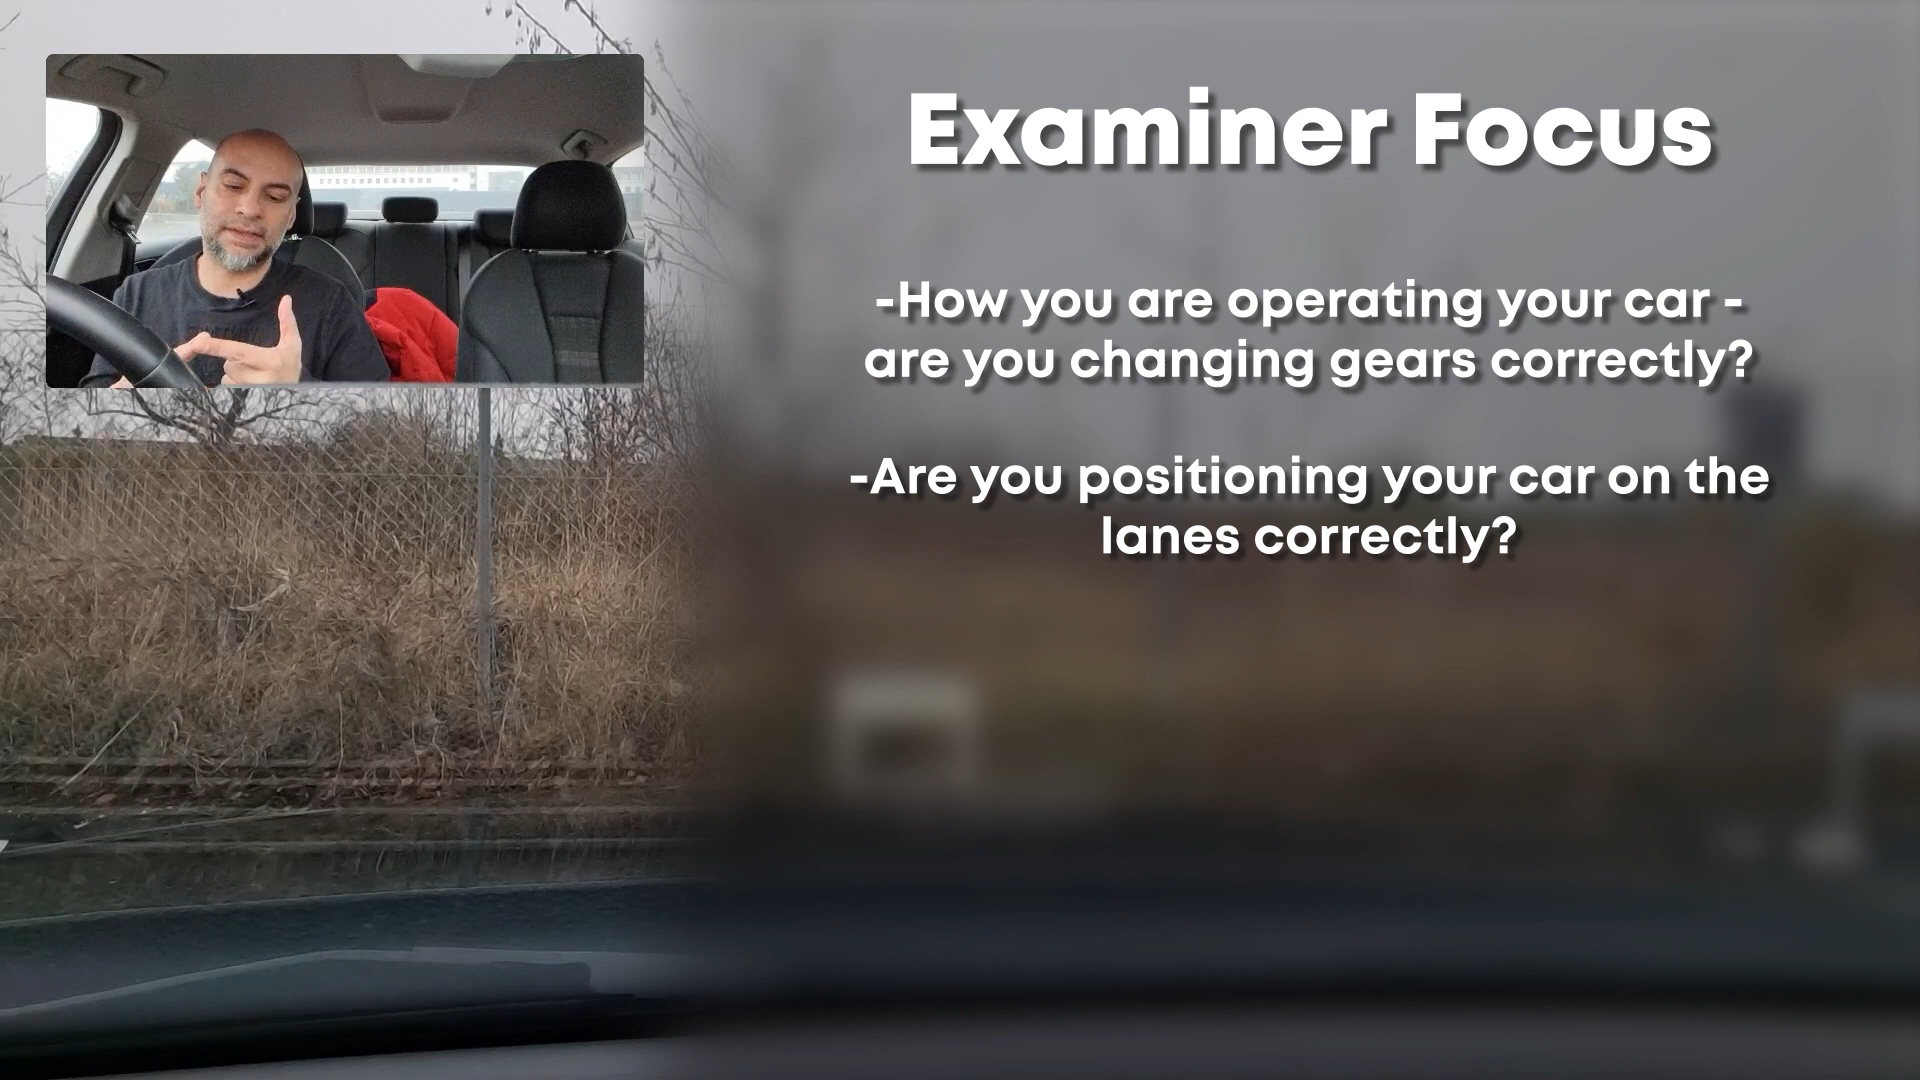 Examiner Focus
-How you are operating your car -
are you changing gears correctly?
-Are you positioning your car on the
lanes correctly?